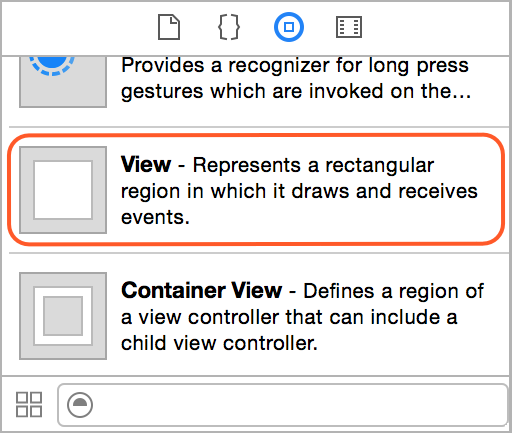 Provides a recognizer for long press
gestures which are invoked on the...
View - Represents a rectangular
region in which it draws and receives
events.
Container View - Defines a region of
a view controller that can include a
child view controller.